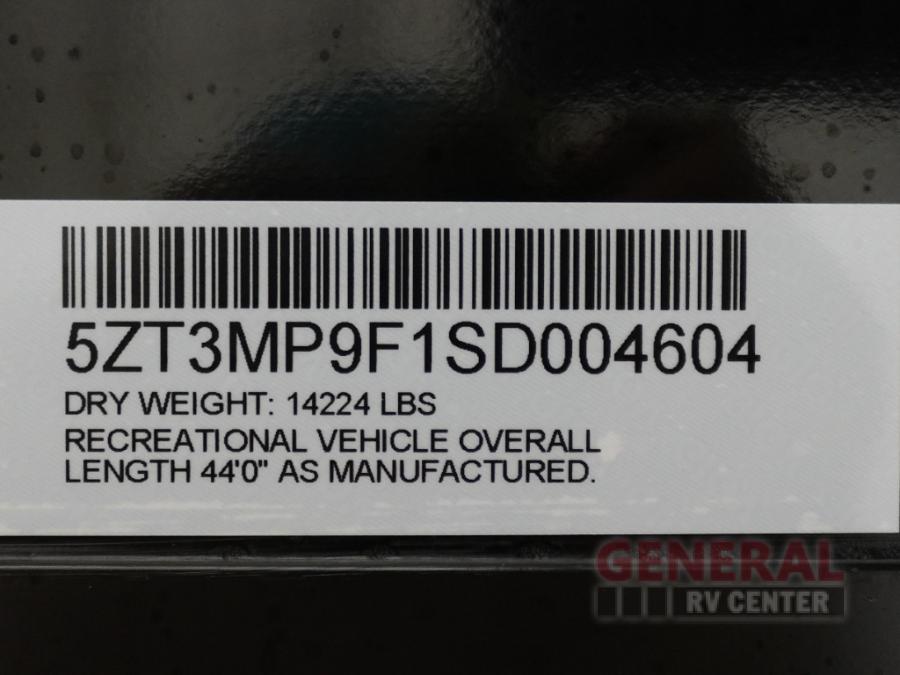 5ZT3MP9F1SD004604
DRY WEIGHT: 14224 LBS
RECREATIONAL VEHICLE OVERALL
LENGTH 44'0" AS MANUFACTURED.
GENERAL
RV CENTER